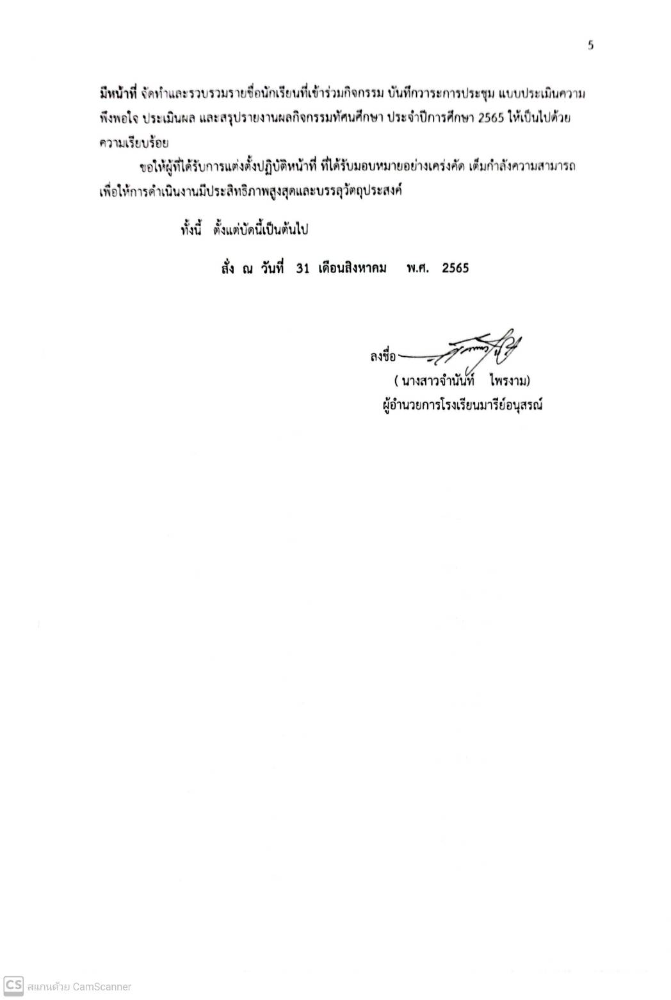 5
มีหน้าที่ จัดทำและรวบรวมรายชื่อนักเรียนที่เข้าร่วมกิจกรรม บันทึกวาระการประชุม แบบประเมินความ
พึงพอใจ ประเมินผล และสรุปรายงานผลกิจกรรมทัศนศึกษา ประจำปีการศึกษา 2565 ให้เป็นไปด้วย
ความเรียบร้อย
ขอให้ผู้ที่ได้รับการแต่งตั้งปฏิบัติหน้าที่ ที่ได้รับมอบหมายอย่างเคร่งคัด เต็มกำลังความสามารถ
เพื่อให้การดำเนินงานมีประสิทธิภาพสูงสุดและบรรลุวัตถุประสงค์
ทั้งนี้ ตั้งแต่บัดนี้เป็นต้นไป
สั่ง ณ วันที่ 31 เดือนสิงหาคม พ.ศ. 2565
ลงชื่อ
( นางสาวจำนันท์ ไพรงาม)
ผู้อำนวยการโรงเรียนมารีย์อนุสรณ์
CS สแกนด้วย CamScanner